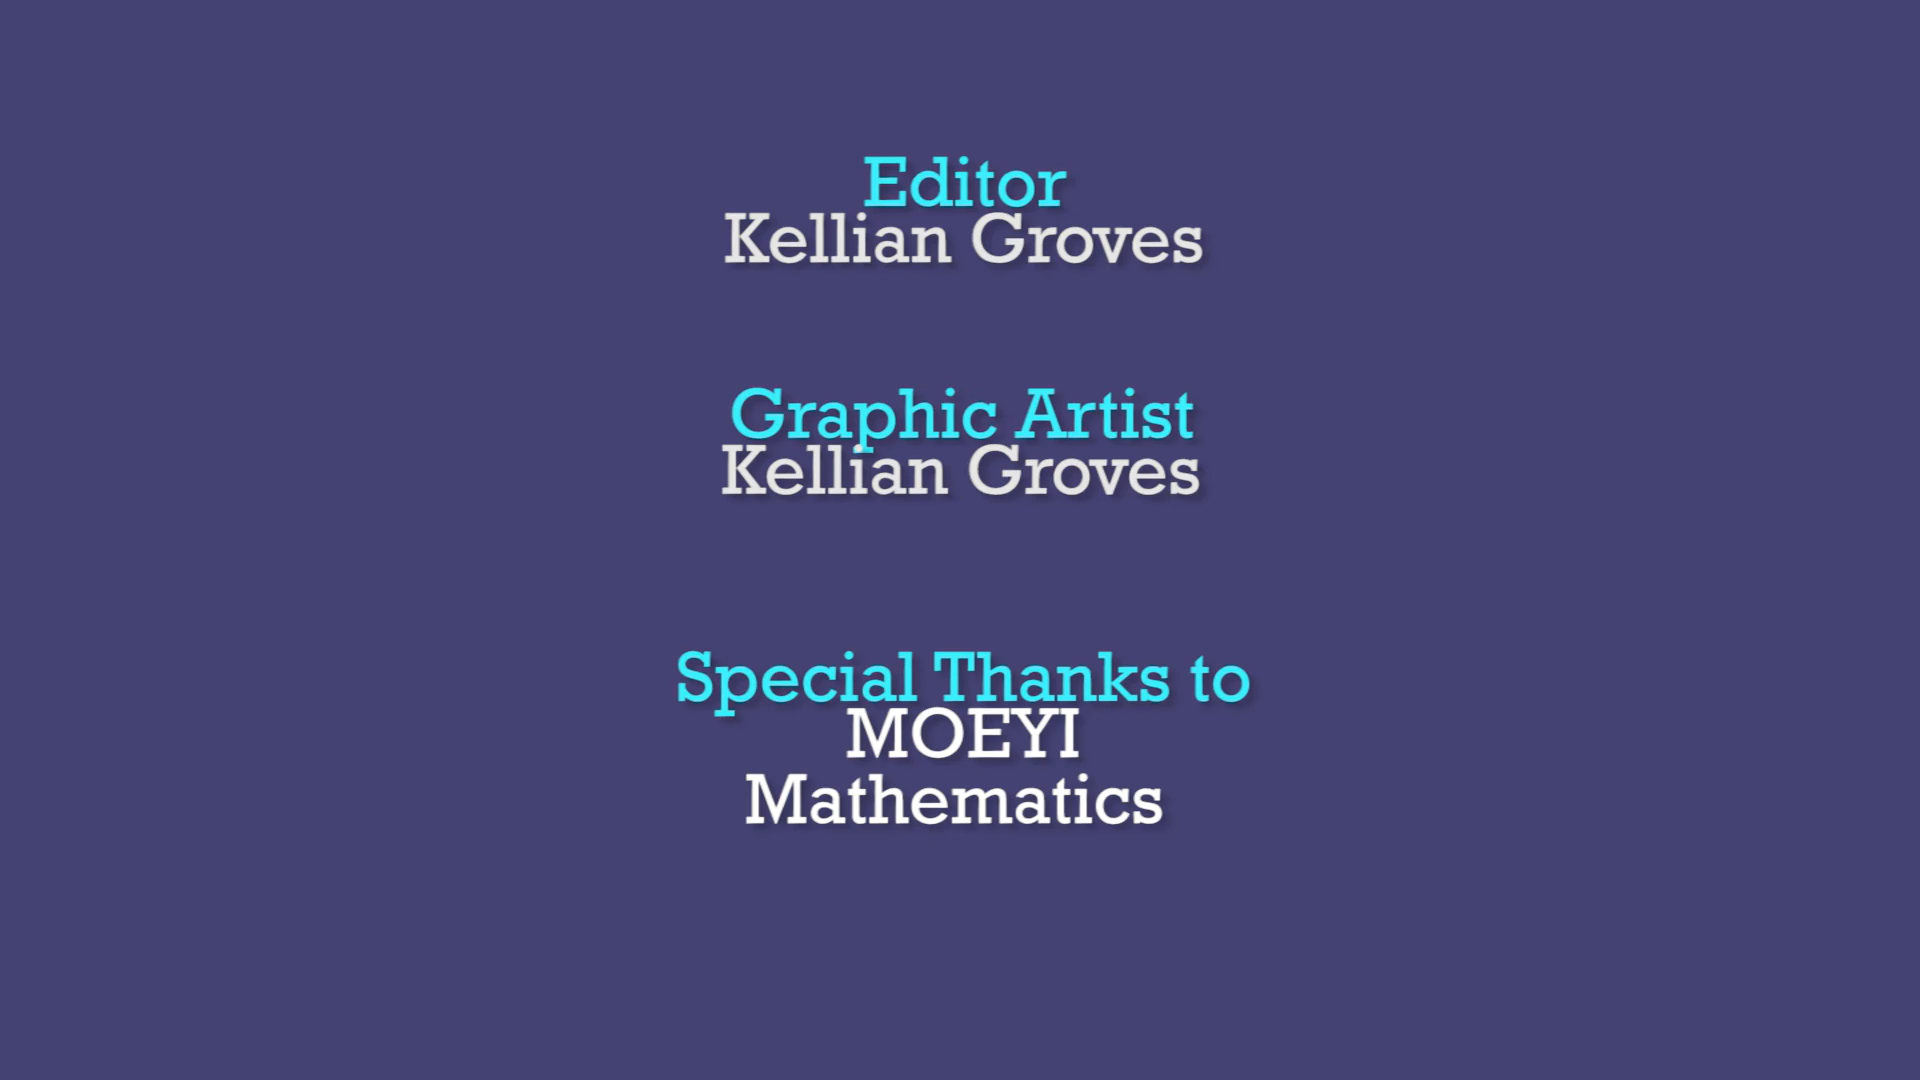 Editor
Kellian Groves
Graphic Artist
Kellian Groves
Special Thanks to
MOEYI
Mathematics